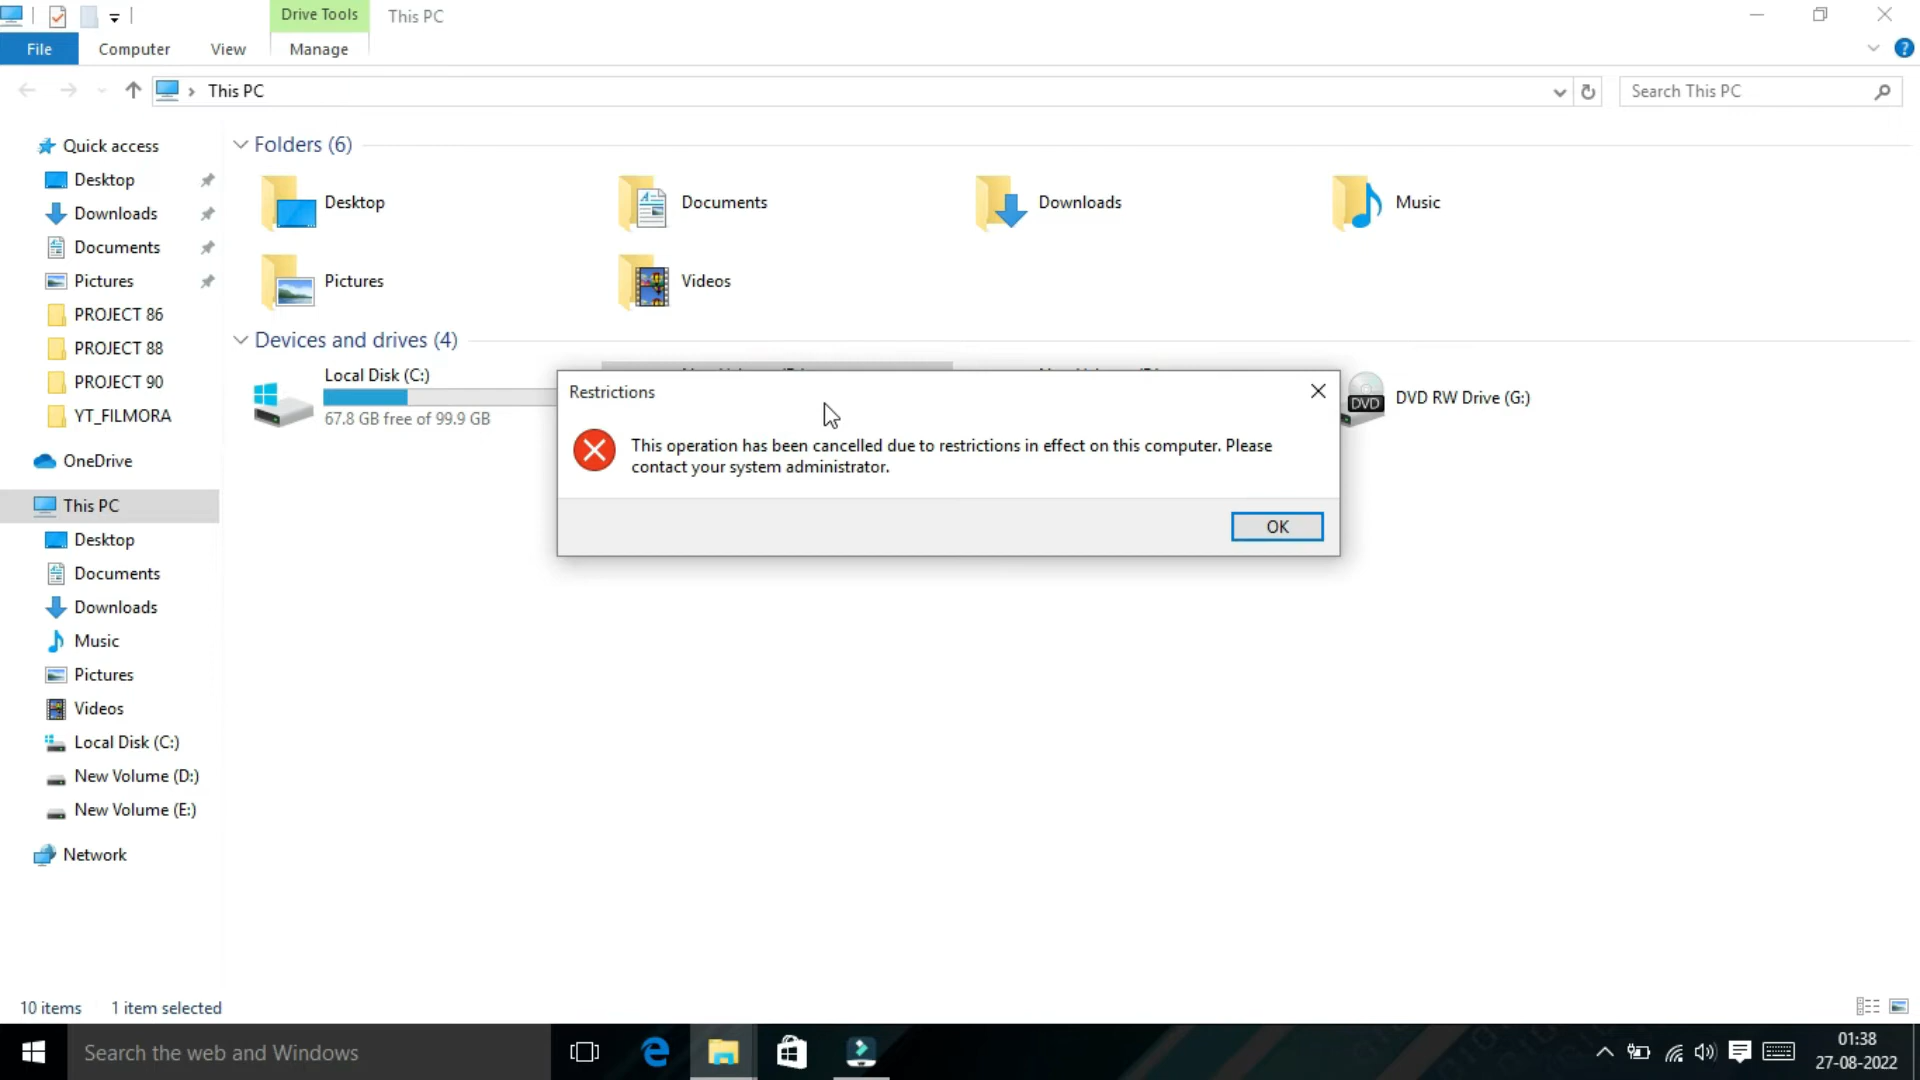 Drive Tools
This PC
File
Computer
View
Manage
This PC
Search This PC
Quick access
Desktop
Downloads
Documents
Pictures
PROJECT 86
PROJECT 88
PROJECT 90
YT_FILMORA
OneDrive
This PC
Desktop
Documents
Downloads
Music
Pictures
Videos
Local Disk (C:)
New Volume (D:)
New Volume (E:)
Network
Folders (6)
Desktop
Documents
Downloads
Music
Pictures
Videos
Devices and drives (4)
Local Disk (C:)
67.8 GB free of 99.9 GB
DVD
DVD RW Drive (G:)
Restrictions
This operation has been cancelled due to restrictions in effect on this computer. Please
contact your system administrator.
OK
10 items
1 item selected
Search the web and Windows
01:38
27-08-2022